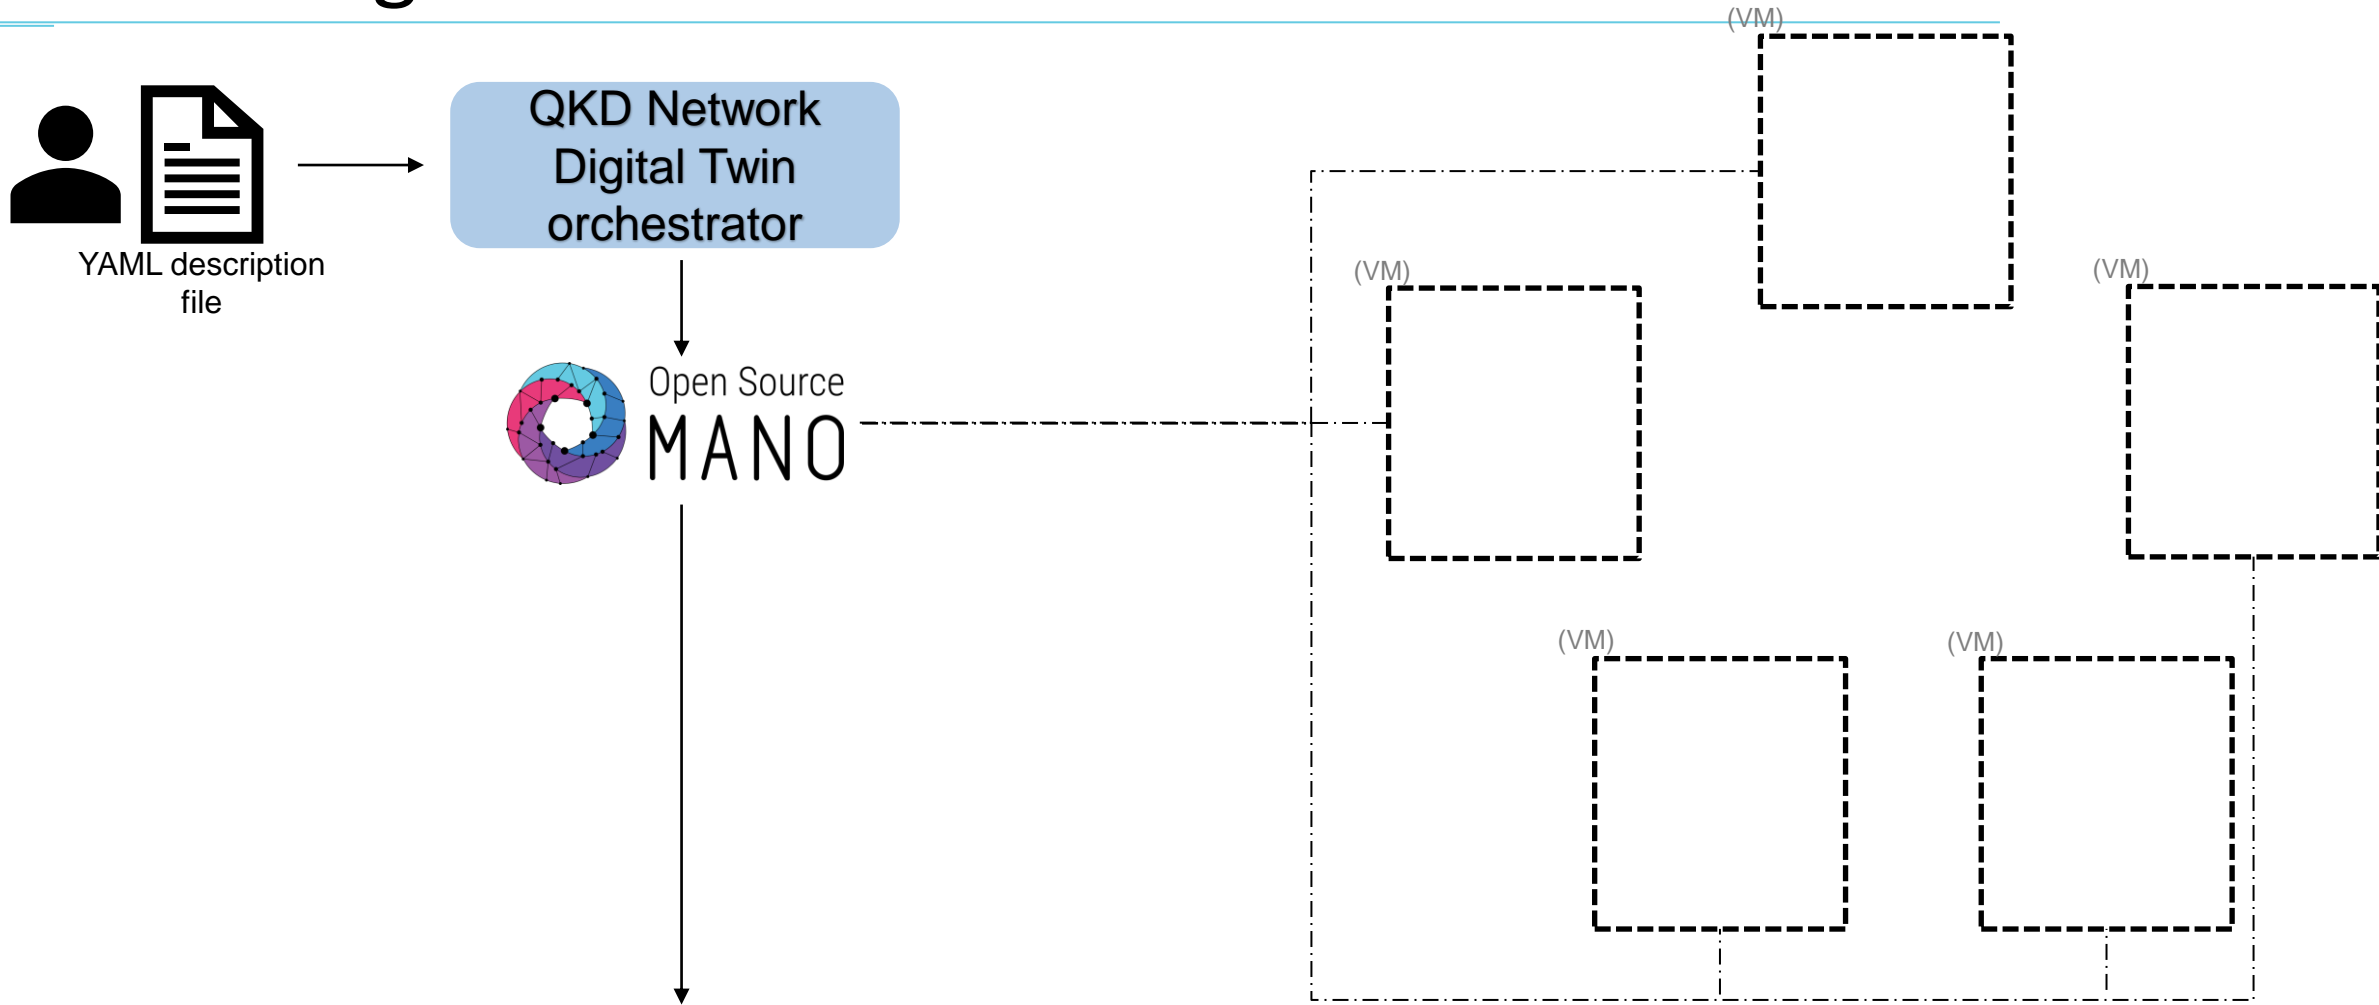 (VM)
QKD Network
Digital Twin
orchestrator
YAML description
file
(VM)
(VM)
Open Source
MANO
(VM)
(VM)